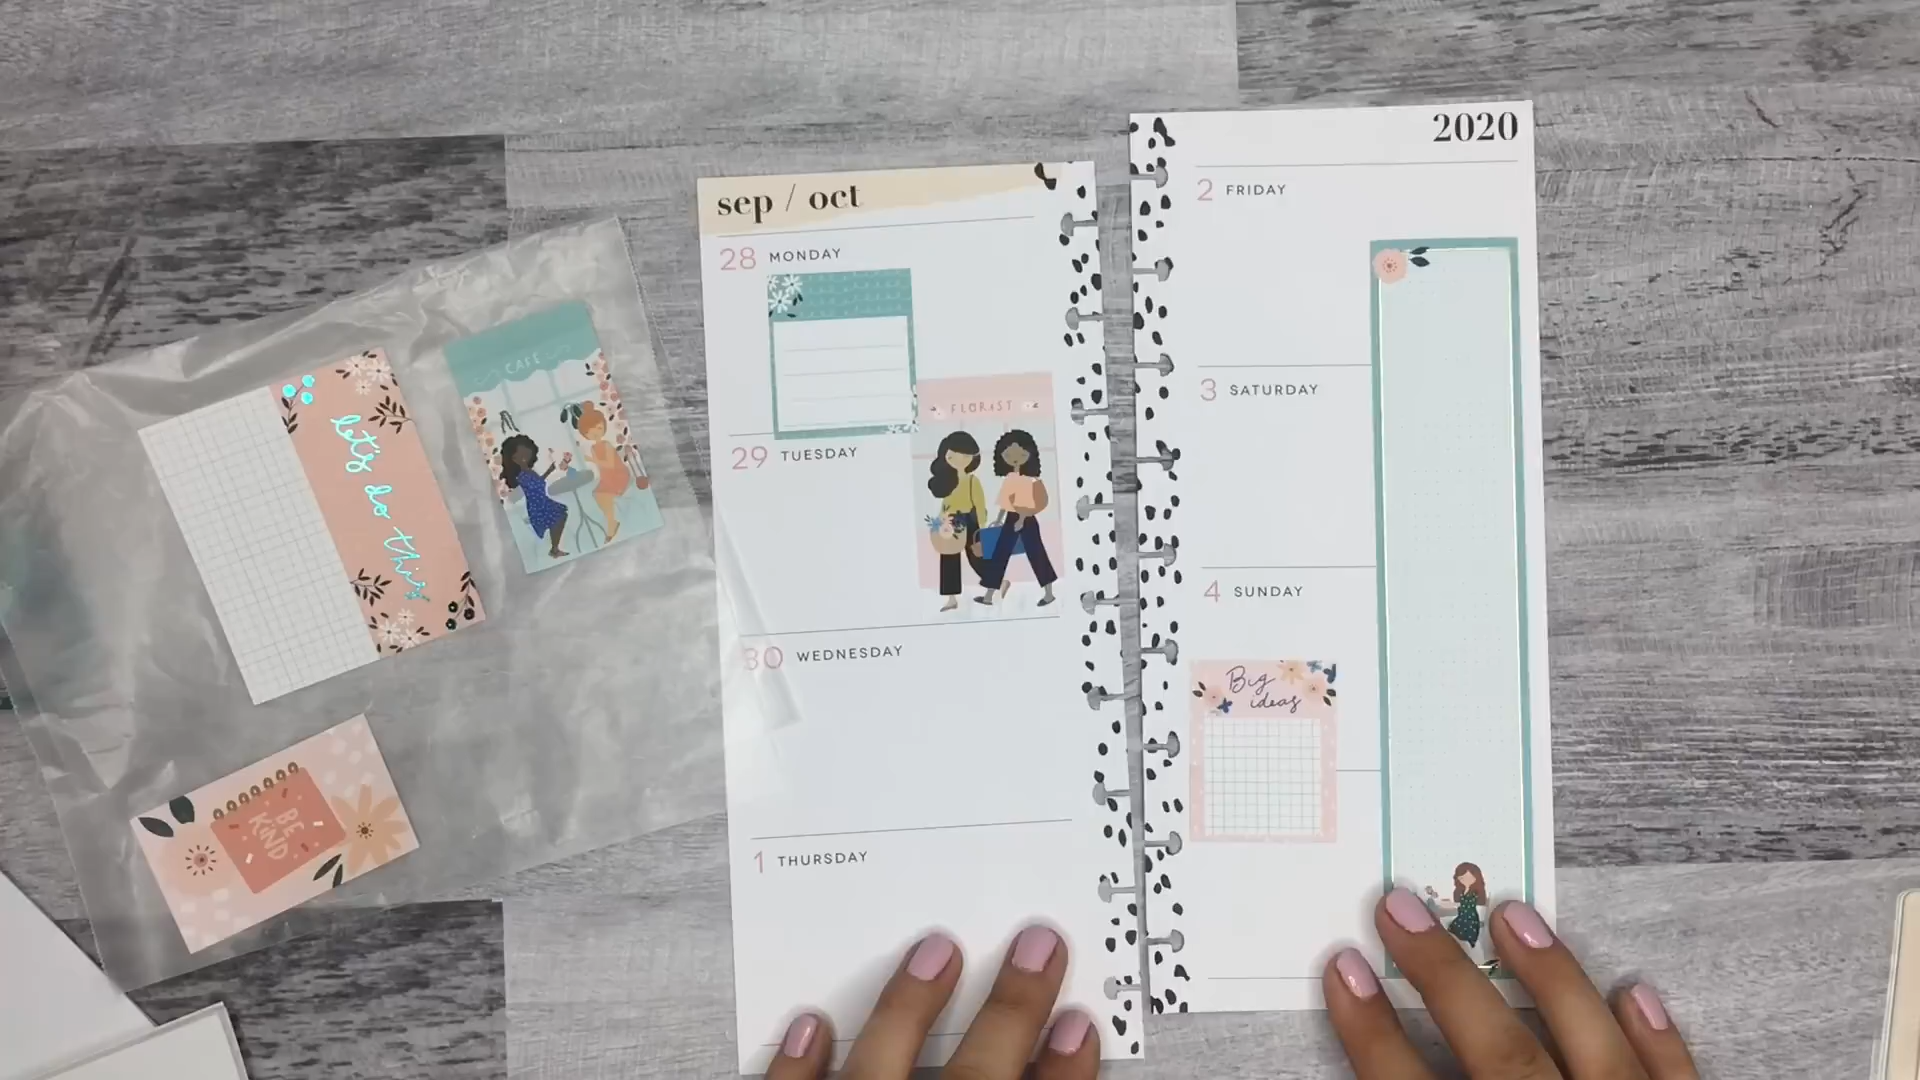 sep / oct
28 MONDAY
FLORIST
29 TUESDAY
30 WEDNESDAY
1 THURSDAY
2020
2 FRIDAY
3 SATURDAY
4 SUNDAY
Big
ideas
let's do this
CAFE
BE
KIND